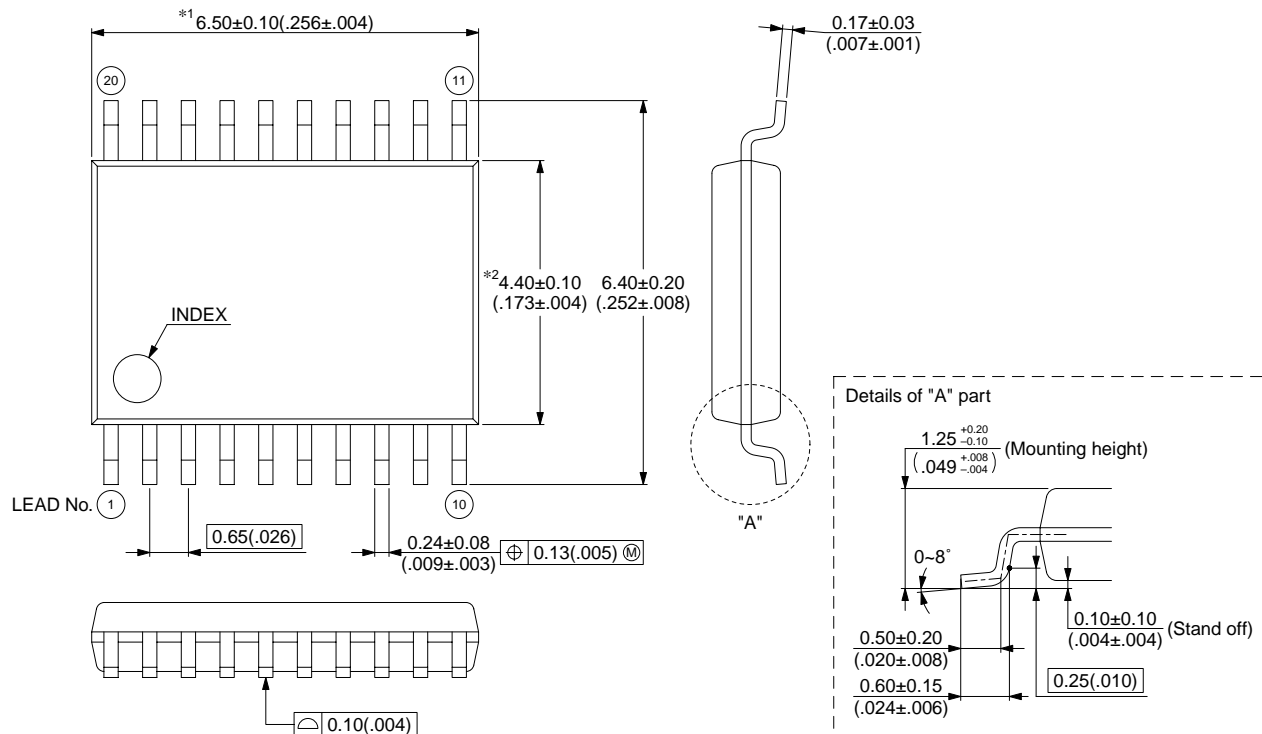 *1 6.50±0.10(.256±.004)
0.17±0.03
(.007±.001)
20
11
*2 4.40±0.10
(.173±.004)
6.40±0.20
(.252±.008)
INDEX
LEAD No. 1
10
"A"
0.65(.026)
0.24±0.08
(.009±.003)
⌖ 0.13(.005) Ⓜ
⌓ 0.10(.004)
Details of "A" part
1.25 +0.20 −0.10 (Mounting height)
(.049 +.008 −.004)
0~8°
0.10±0.10
(.004±.004) (Stand off)
0.50±0.20
(.020±.008)
0.25(.010)
0.60±0.15
(.024±.006)